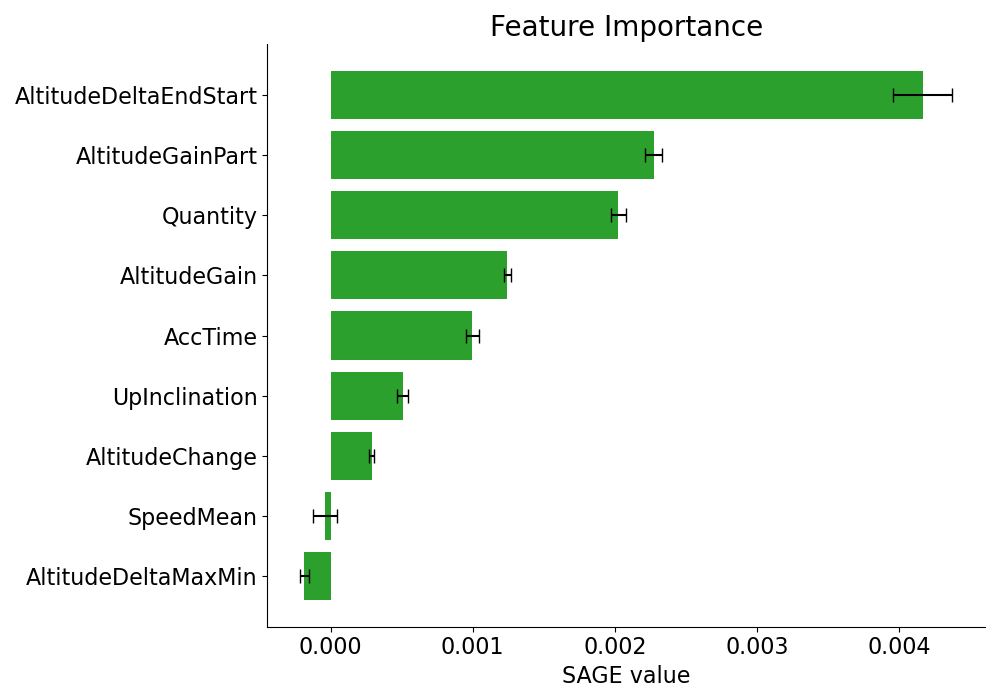 Feature Importance
AltitudeDeltaEndStart
AltitudeGainPart
Quantity
AltitudeGain
AccTime
UpInclination
AltitudeChange
SpeedMean
AltitudeDeltaMaxMin
0.000 0.001 0.002 0.003 0.004
SAGE value